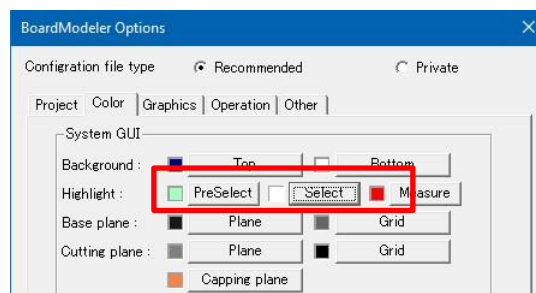 BoardModeler Options
Configration file type Recommended Private
Project Color Graphics Operation Other
System GUI
Background : Top Bottom
Highlight : PreSelect Select Measure
Base plane : Plane Grid
Cutting plane : Plane Grid
Capping plane